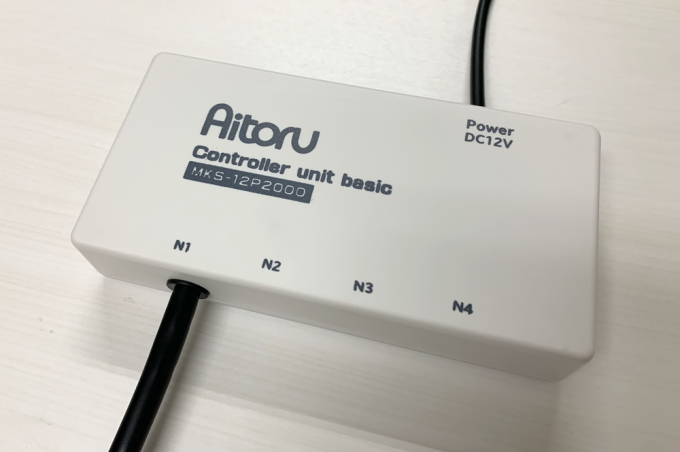 Aitoru
Controller unit basic
MKS-12P2000
Power
DC12V
N1
N2
N3
N4